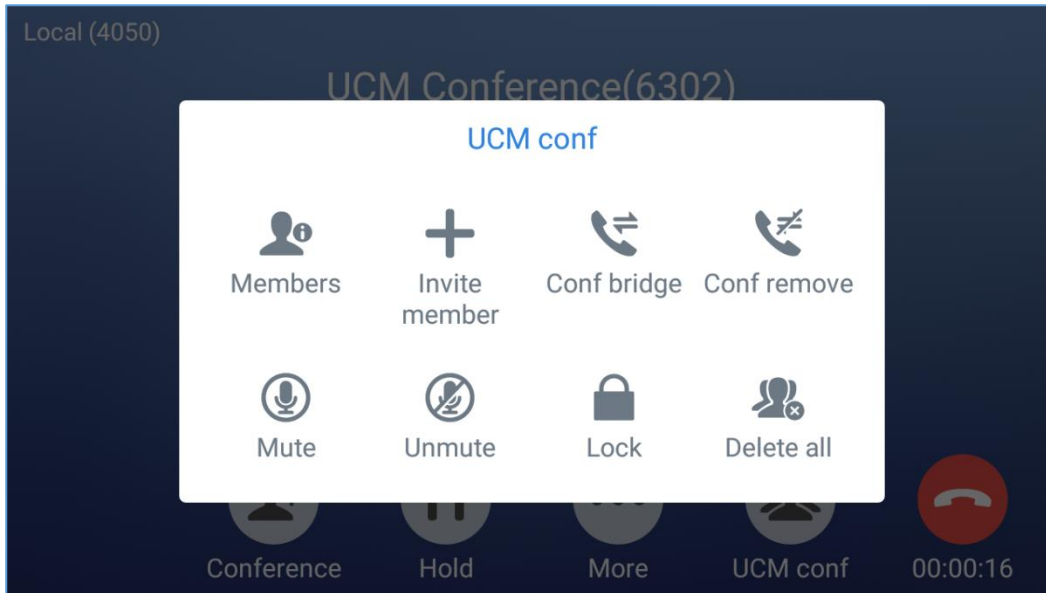 Local (4050)
UCM Conference(6302)
UCM conf
Members
Invite
member
Conf bridge
Conf remove
Mute
Unmute
Lock
Delete all
Conference
Hold
More
UCM conf
00:00:16